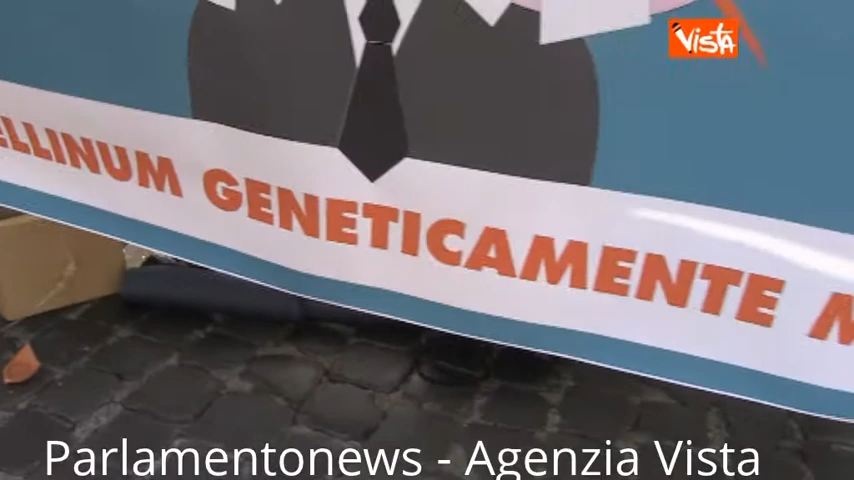 VISTA
ELLINUM GENETICAMENTE M
Parlamentonews - Agenzia Vista